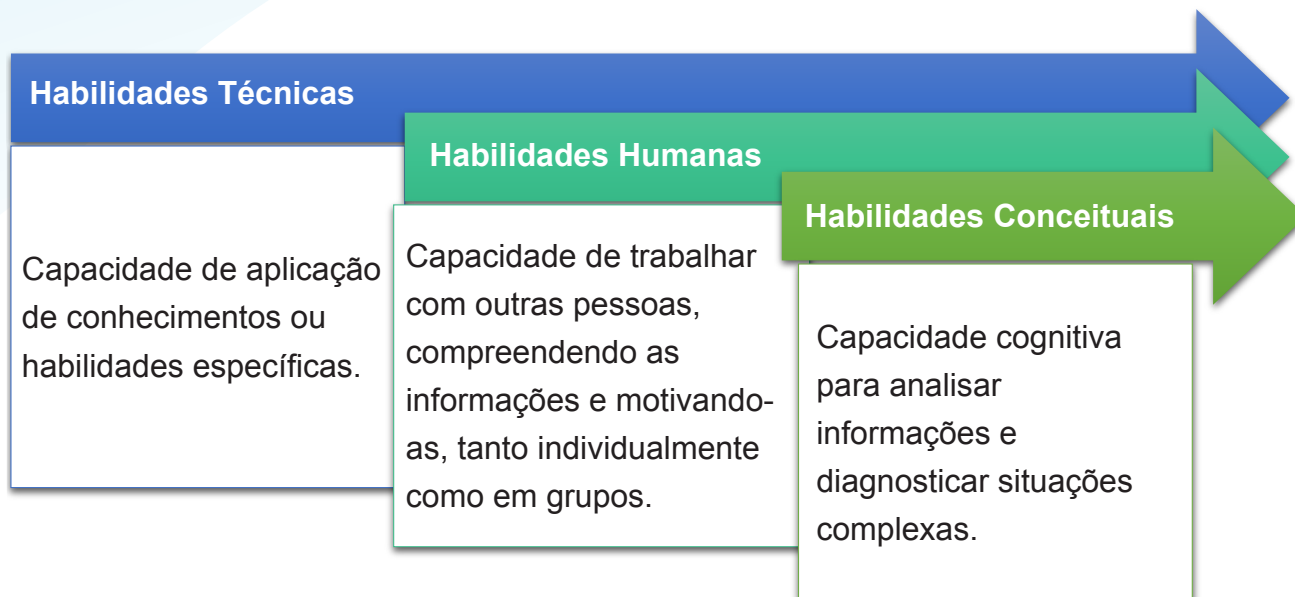 Habilidades Técnicas
Capacidade de aplicação
de conhecimentos ou
habilidades específicas.
Habilidades Humanas
Capacidade de trabalhar
com outras pessoas,
compreendendo as
informações e motivando-
as, tanto individualmente
como em grupos.
Habilidades Conceituais
Capacidade cognitiva
para analisar
informações e
diagnosticar situações
complexas.